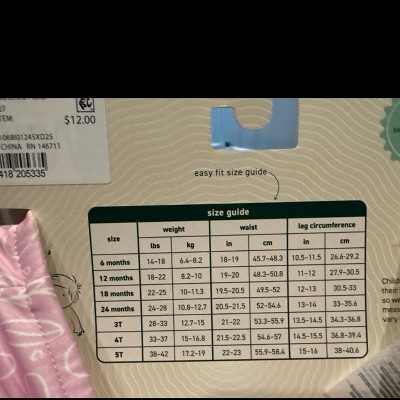 $12.00
TEM
068I0124SXD2S
CHINA RN 146711
418 205335
easy fit size guide
size guide
size weight waist leg circumference
lbs kg in cm in cm
6 months 14-18 6.4-8.2 18-19 45.7-48.3 10.5-11.5 26.6-29.2
12 months 18-22 8.2-10 19-20 48.3-50.8 11-12 27.9-30.5
18 months 22-25 10-11.3 19.5-20.5 49.5-52 12-13 30.5-33
24 months 24-28 10.8-12.7 20.5-21.5 52-54.6 13-14 33-35.6
3T 28-33 12.7-15 21-22 53.3-55.9 13.5-14.5 34.3-36.8
4T 33-37 15-16.8 21.5-22.5 54.6-57 14.5-15.5 36.8-39.4
5T 38-42 17.2-19 22-23 55.9-58.4 15-16 38-40.6
Child
their
so we
meas
vary